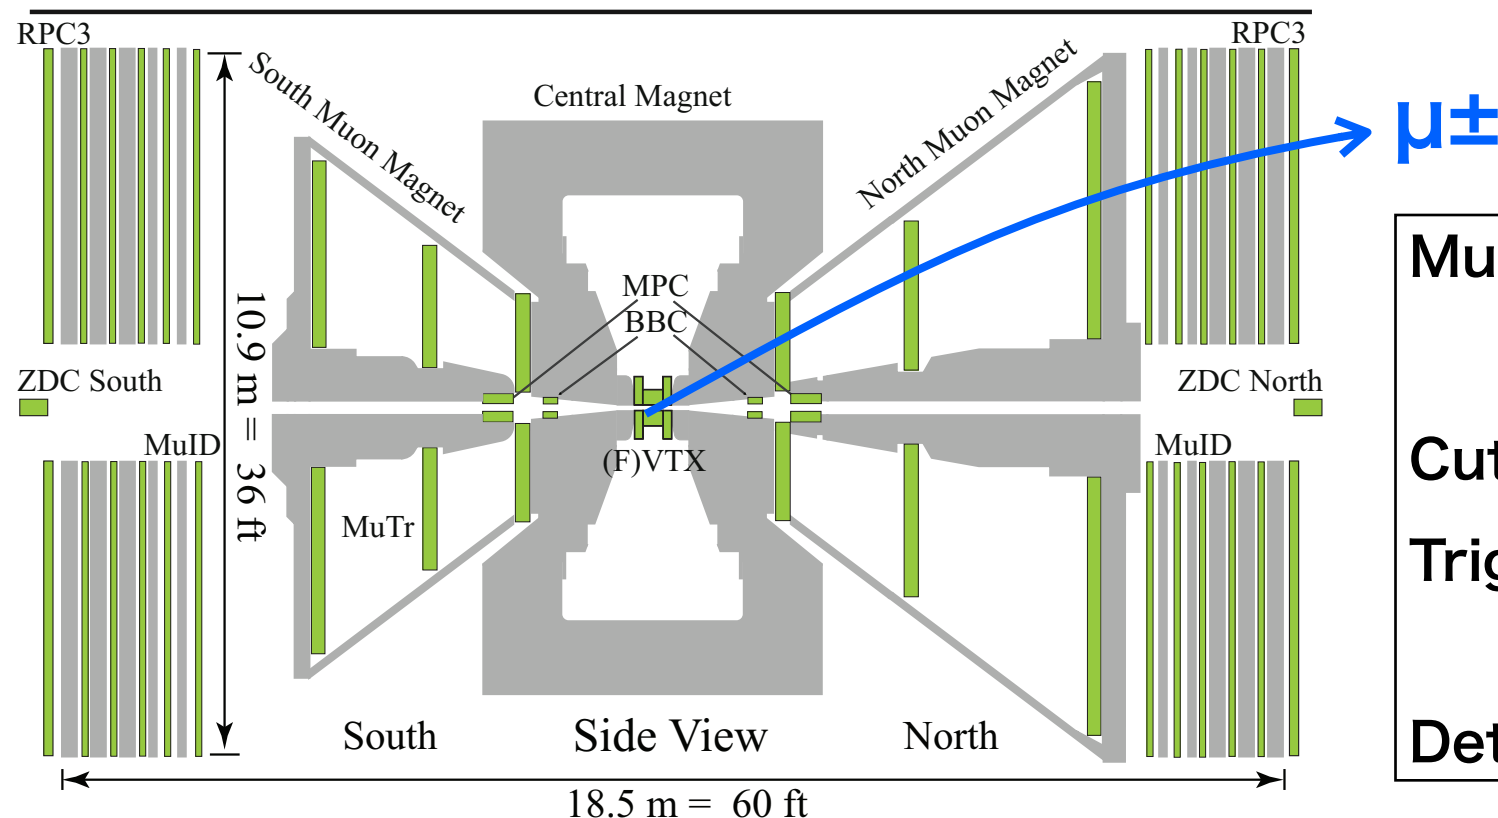 RPC3
RPC3
South Muon Magnet
Central Magnet
North Muon Magnet
μ±
Mu
MPC
BBC
10.9 m = 36 ft
ZDC South
ZDC North
MuID
MuID
(F)VTX
Cut
MuTr
Trig
South
Side View
North
Det
18.5 m = 60 ft